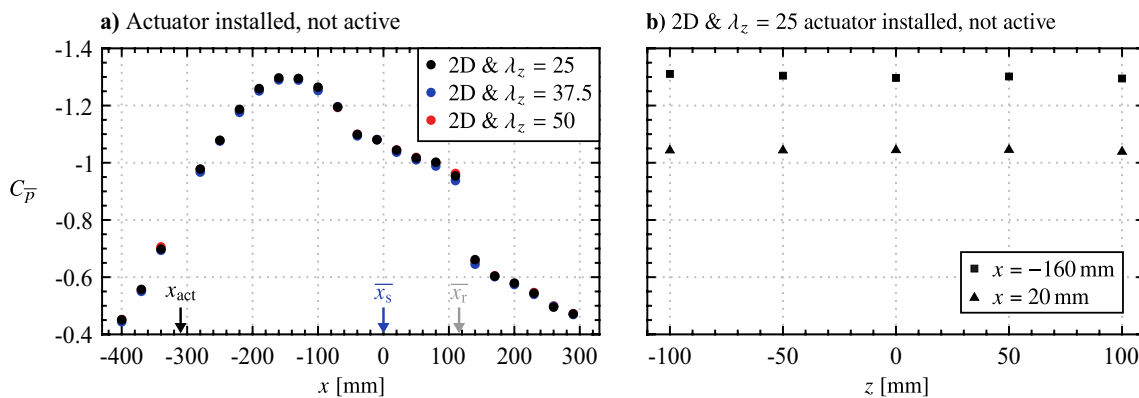 a) Actuator installed, not active
-1.4
-1.2
-1
-0.8
-0.6
-0.4
C_p̅
2D & λ_z = 25
2D & λ_z = 37.5
2D & λ_z = 50
x_act
x̅_s
x̅_r
-400 -300 -200 -100 0 100 200 300
x [mm]
b) 2D & λ_z = 25 actuator installed, not active
x = −160 mm
x = 20 mm
-100 -50 0 50 100
z [mm]